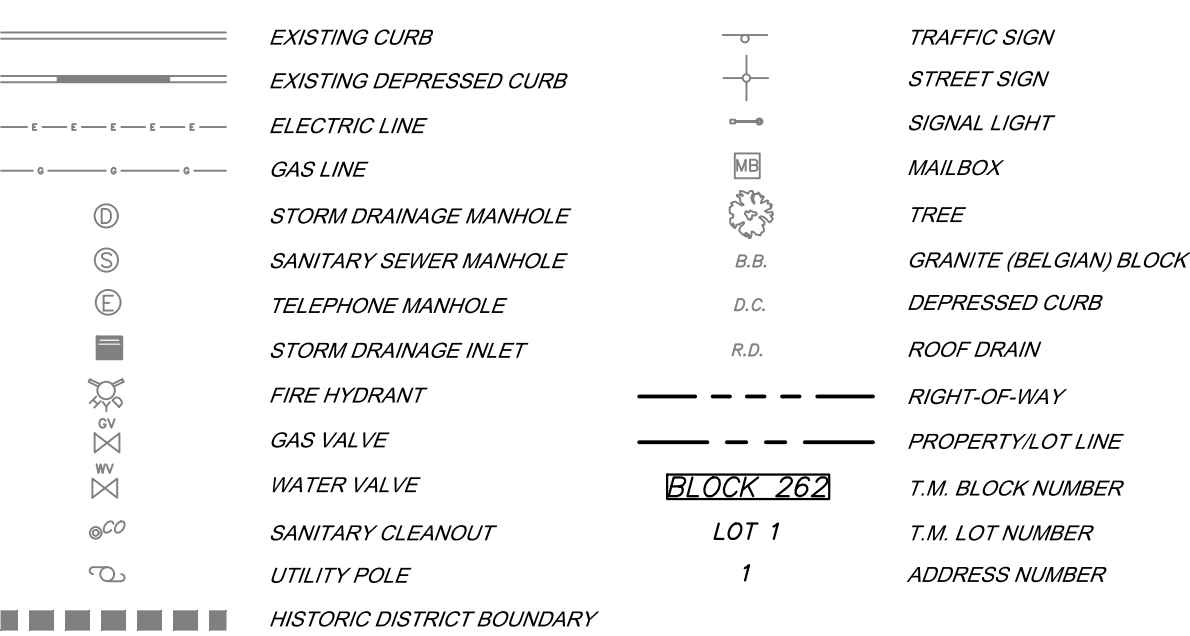 EXISTING CURB
EXISTING DEPRESSED CURB
E E E E E ELECTRIC LINE
G G G GAS LINE
D STORM DRAINAGE MANHOLE
S SANITARY SEWER MANHOLE
E TELEPHONE MANHOLE
STORM DRAINAGE INLET
HYD FIRE HYDRANT
GV
GAS VALVE
WV
WATER VALVE
CO SANITARY CLEANOUT
UTILITY POLE
HISTORIC DISTRICT BOUNDARY
TRAFFIC SIGN
STREET SIGN
SIGNAL LIGHT
MB MAILBOX
TREE
B.B. GRANITE (BELGIAN) BLOCK
D.C. DEPRESSED CURB
R.D. ROOF DRAIN
RIGHT-OF-WAY
PROPERTY/LOT LINE
BLOCK 262 T.M. BLOCK NUMBER
LOT 1 T.M. LOT NUMBER
1 ADDRESS NUMBER